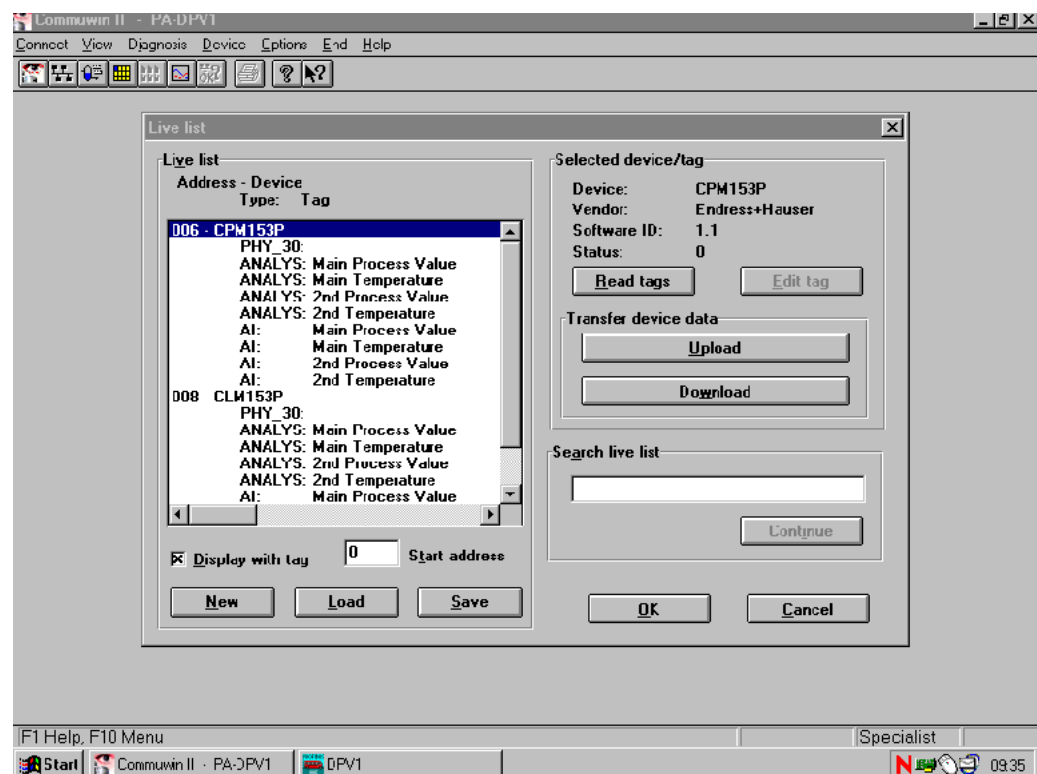 Commuwin II - PA-DPV1
Connect View Diagnosis Device Options End Help
Live list
Live list
Address - Device
Type: Tag
006 - CPM153P
PHY_30:
ANALYS: Main Process Value
ANALYS: Main Temperature
ANALYS: 2nd Process Value
ANALYS: 2nd Temperature
AI: Main Process Value
AI: Main Temperature
AI: 2nd Process Value
AI: 2nd Temperature
008 CLM153P
PHY_30:
ANALYS: Main Process Value
ANALYS: Main Temperature
ANALYS: 2nd Process Value
ANALYS: 2nd Temperature
AI: Main Process Value
Display with tag
0
Start address
New
Load
Save
Selected device/tag
Device: CPM153P
Vendor: Endress+Hauser
Software ID: 1.1
Status: 0
Read tags
Edit tag
Transfer device data
Upload
Download
Search live list
Continue
OK
Cancel
F1 Help, F10 Menu
Specialist
Start
Commuwin II - PA-DPV1
DPV1
N
09:35